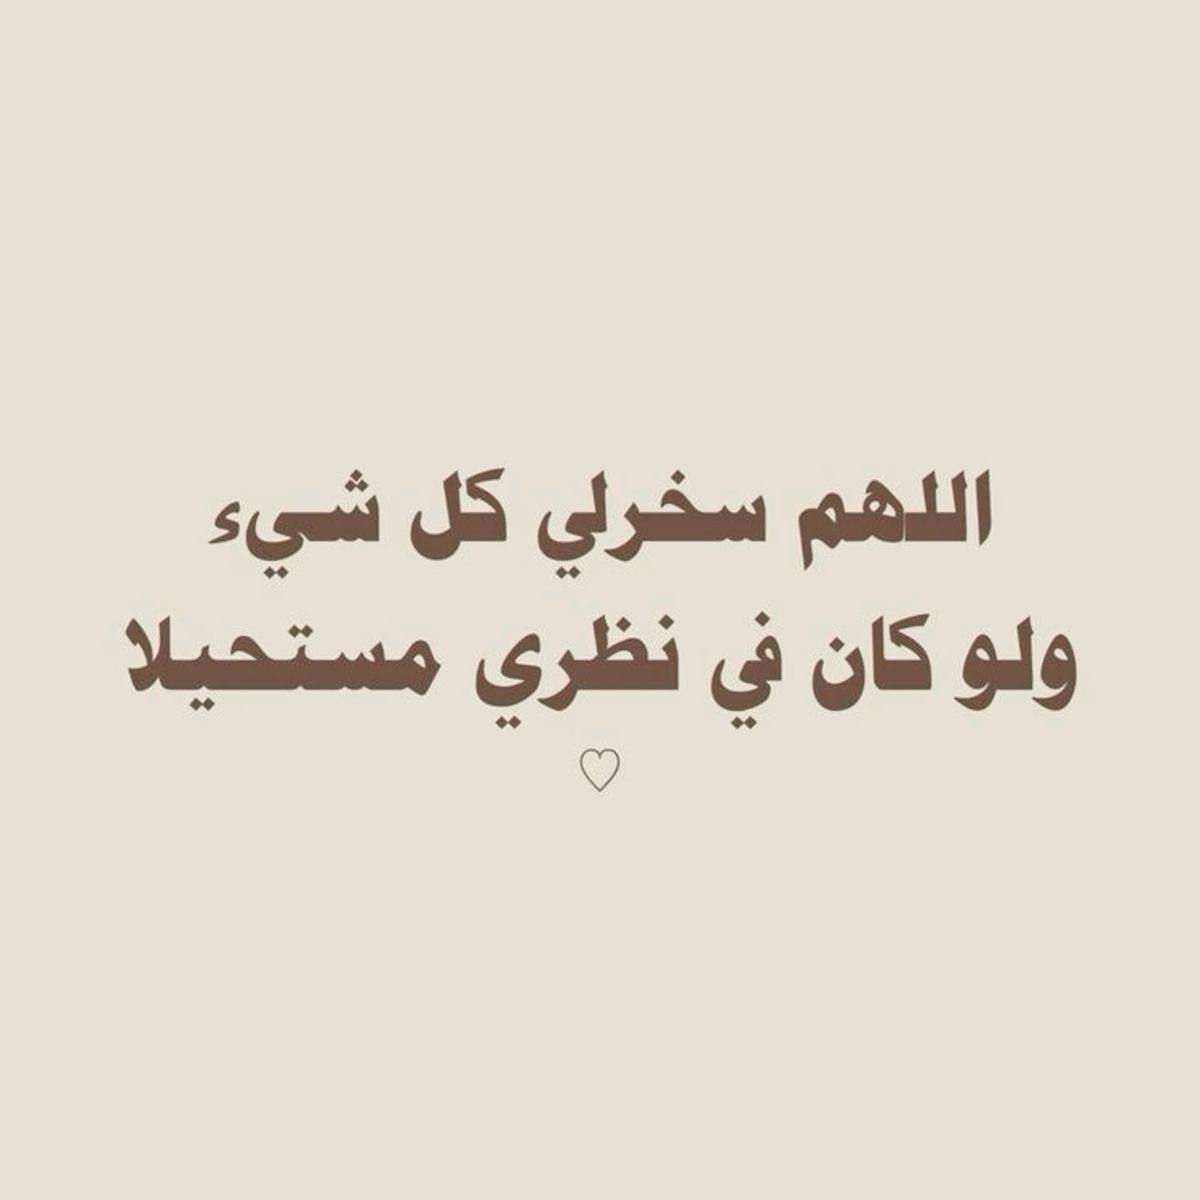 اللهم سخرلي كل شيء
ولو كان في نظري مستحيلا
♡